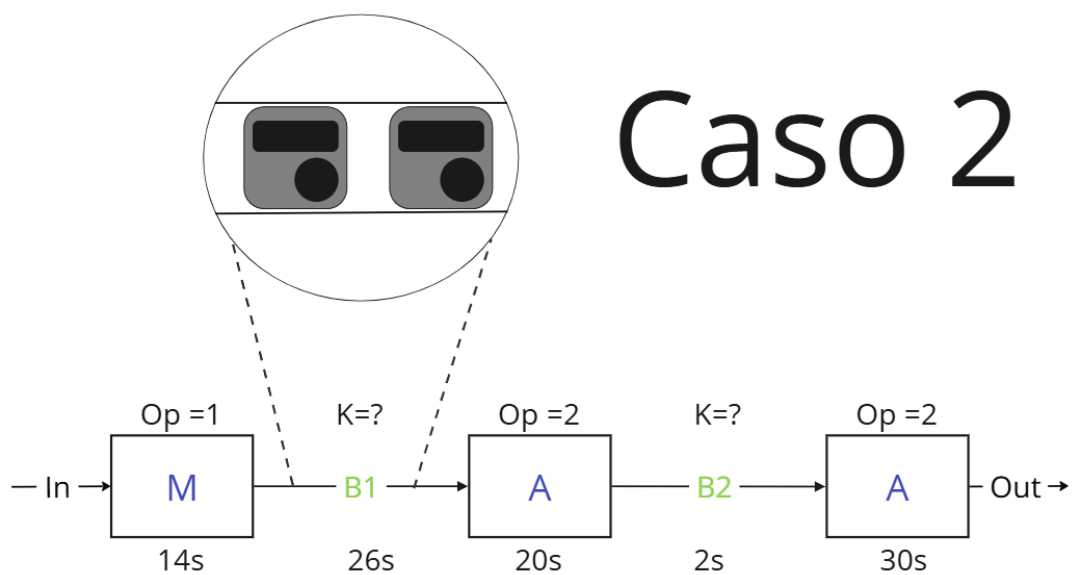 Caso 2
Op =1 K=? Op =2 K=? Op =2
In M B1 A B2 A Out
14s 26s 20s 2s 30s